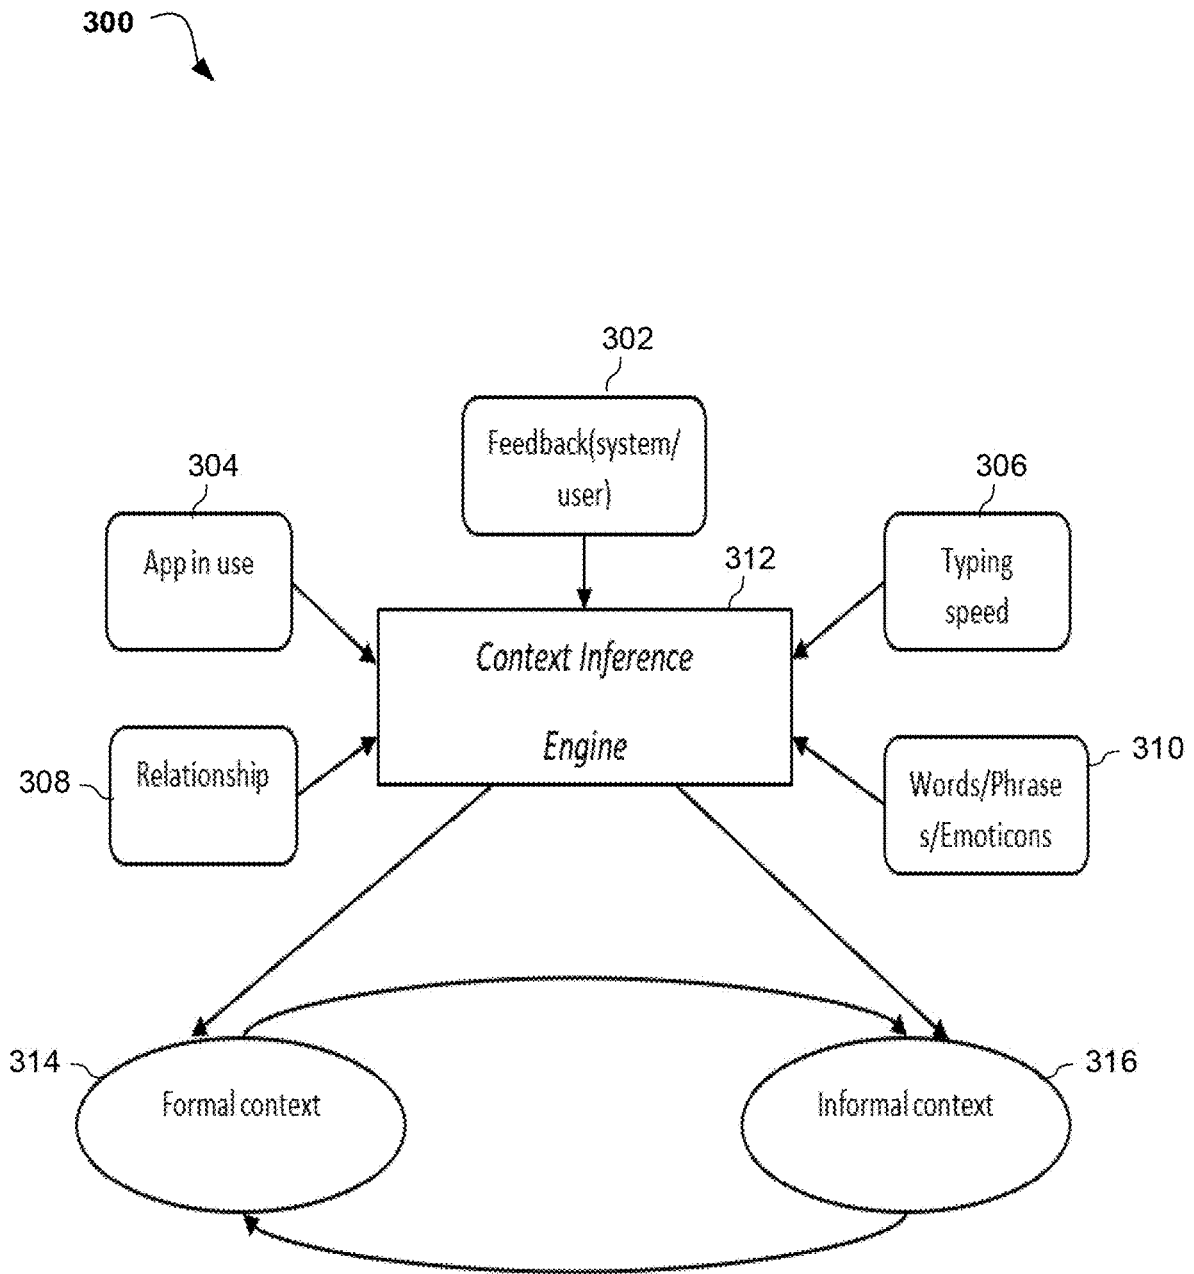 300
302
Feedback(system/
user)
304
App in use
306
Typing
speed
312
Context Inference
Engine
308
Relationship
310
Words/Phrase
s/Emoticons
314
Formal context
316
Informal context